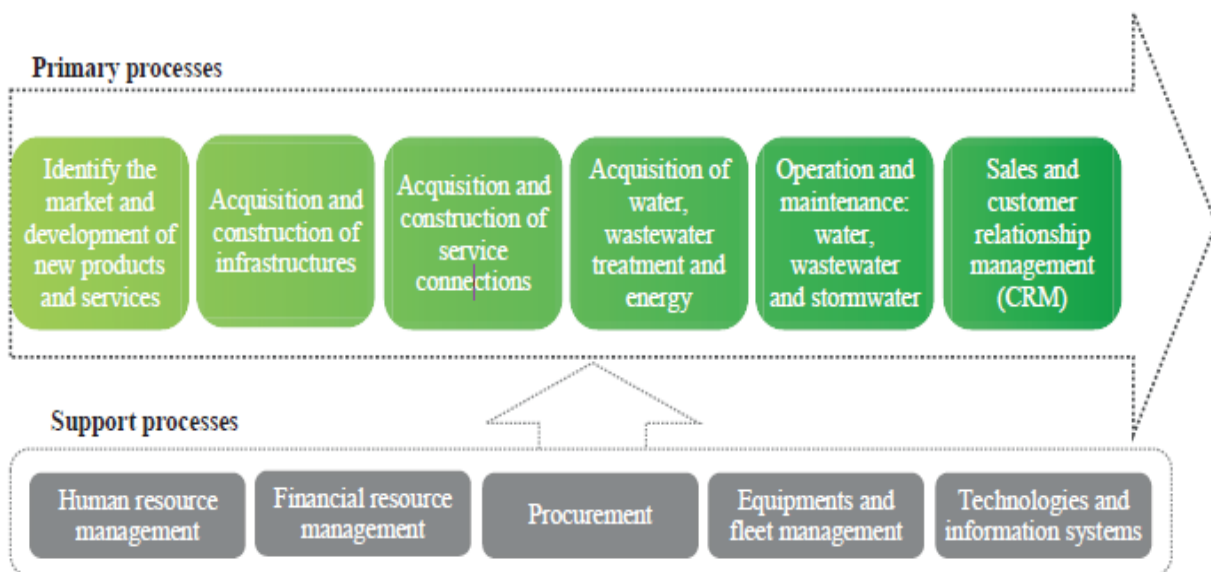 Primary processes
Identify the
market and
development of
new products
and services
Acquisition and
construction of
infrastructures
Acquisition and
construction of
service
connections
Acquisition of
water,
wastewater
treatment and
energy
Operation and
maintenance:
water,
wastewater
and stormwater
Sales and
customer
relationship
management
(CRM)
Support processes
Human resource
management
Financial resource
management
Procurement
Equipments and
fleet management
Technologies and
information systems